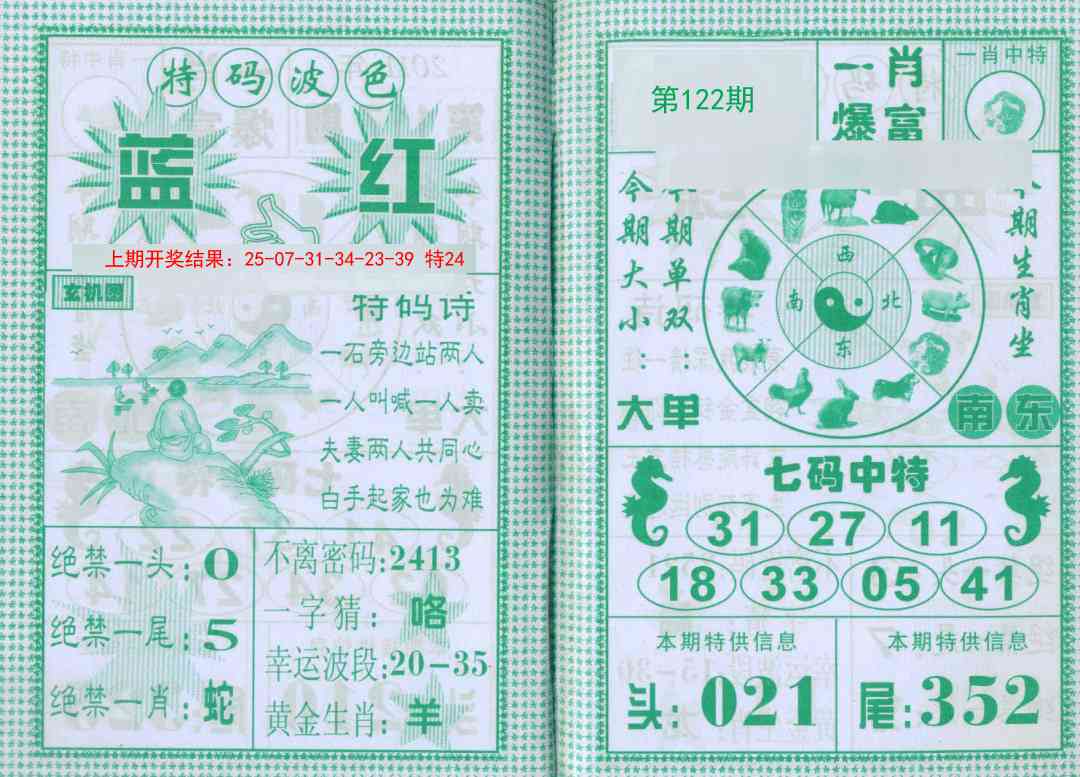 特码波色
蓝 红
上期开奖结果：25-07-31-34-23-39 特24
玄机图
特码诗
一石旁边站两人
一人叫喊一人卖
夫妻两人共同心
白手起家也为难
绝禁一头：0
绝禁一尾：5
绝禁一肖：蛇
不离密码：2413
一字猜：咯
幸运波段：20-35
黄金生肖：羊
第122期
一肖
爆富
一肖中特
今期大小：
大
期单双：
单
西
南 北
东
期生肖坐
南东
七码中特
31 27 11
18 33 05 41
本期特供信息
头：021
本期特供信息
尾：352